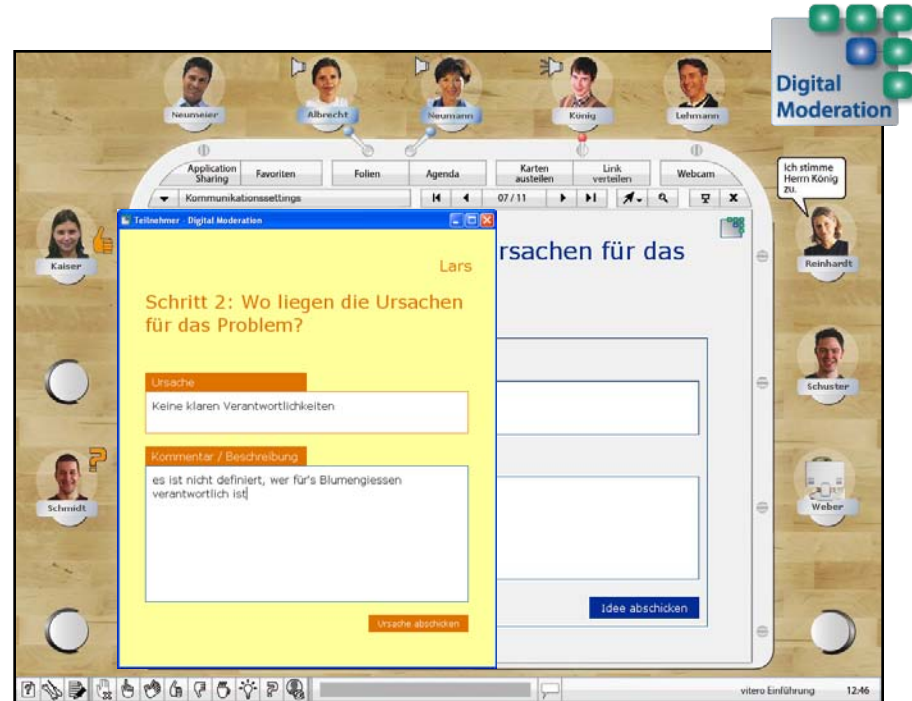 Digital
Moderation
Neumeier
Albrecht
Neumann
König
Lehmann
Application
Sharing
Favoriten
Folien
Agenda
Karten
austeilen
Link
verteilen
Webcam
Kommunikationssettings
07/11
Ich stimme
Herrn König
zu.
Kaiser
Reinhardt
Schmidt
Schuster
Weber
Teilnehmer - Digital Moderation
Lars
Schritt 2: Wo liegen die Ursachen
für das Problem?
Ursache
Keine klaren Verantwortlichkeiten
Kommentar / Beschreibung
es ist nicht definiert, wer für's Blumengiessen
verantwortlich ist
Ursache abschicken
rsachen für das
Idee abschicken
vitero Einführung
12:46